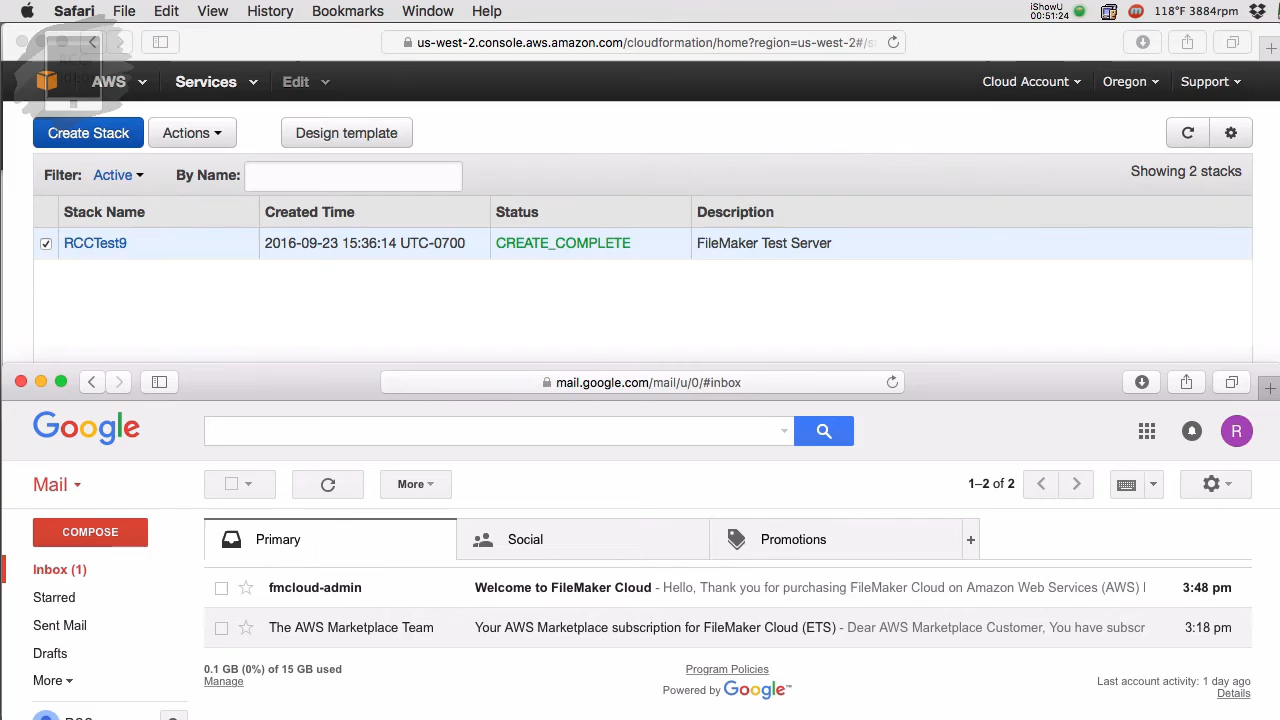 Safari File Edit View History Bookmarks Window Help iShowU 00:51:24 118°F 3884rpm
us-west-2.console.aws.amazon.com/cloudformation/home?region=us-west-2#/s
AWS Services Edit Cloud Account Oregon Support
Create Stack Actions Design template
Filter: Active By Name: Showing 2 stacks
Stack Name Created Time Status Description
RCCTest9 2016-09-23 15:36:14 UTC-0700 CREATE_COMPLETE FileMaker Test Server
mail.google.com/mail/u/0/#inbox
Google R
Mail More 1–2 of 2
COMPOSE Primary Social Promotions +
Inbox (1) fmcloud-admin Welcome to FileMaker Cloud - Hello, Thank you for purchasing FileMaker Cloud on Amazon Web Services (AWS) 3:48 pm
Starred
Sent Mail The AWS Marketplace Team Your AWS Marketplace subscription for FileMaker Cloud (ETS) - Dear AWS Marketplace Customer, You have subscr 3:18 pm
Drafts
More
0.1 GB (0%) of 15 GB used
Manage
Program Policies
Powered by Google™
Last account activity: 1 day ago
Details